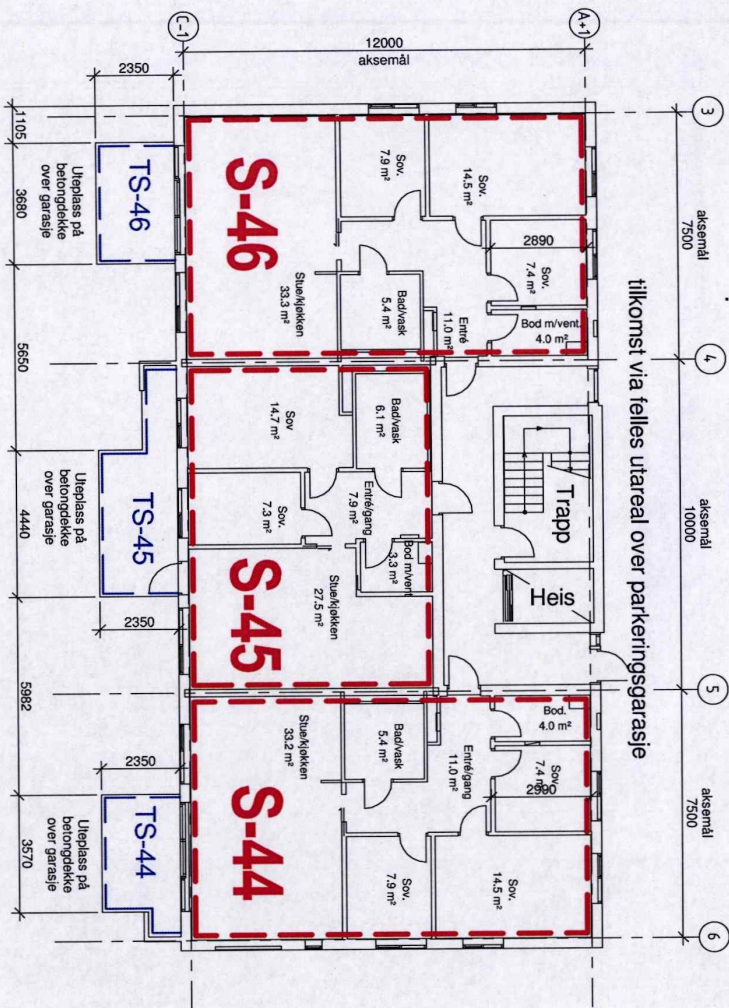 3
4
5
6
aksemål
7500
aksemål
10000
aksemål
7500
tilkomst via felles utareal over parkeringsgarasje
A+1
12000
aksemål
C-1
Sov.
14.5 m²
2890
Sov.
7.4 m²
Bod m/vent.
4.0 m²
Entré
11.0 m²
Sov.
7.9 m²
Bad/vask
5.4 m²
Stue/kjøkken
33.3 m²
S-46
Trapp
Heis
Bad/vask
6.1 m²
Entré/gang
7.9 m²
Bod m/vent
3.3 m²
Sov
14.7 m²
Sov.
7.3 m²
Stue/kjøkken
27.5 m²
S-45
Bod.
4.0 m²
Sov.
7.4 m²
2990
Sov.
14.5 m²
Entré/gang
11.0 m²
Bad/vask
5.4 m²
Sov.
7.9 m²
Stue/kjøkken
33.2 m²
S-44
2350
TS-46
TS-45
2350
2350
TS-44
Uteplass på
betongdekke
over garasje
Uteplass på
betongdekke
over garasje
Uteplass på
betongdekke
over garasje
1105
3680
5650
4440
5982
3570